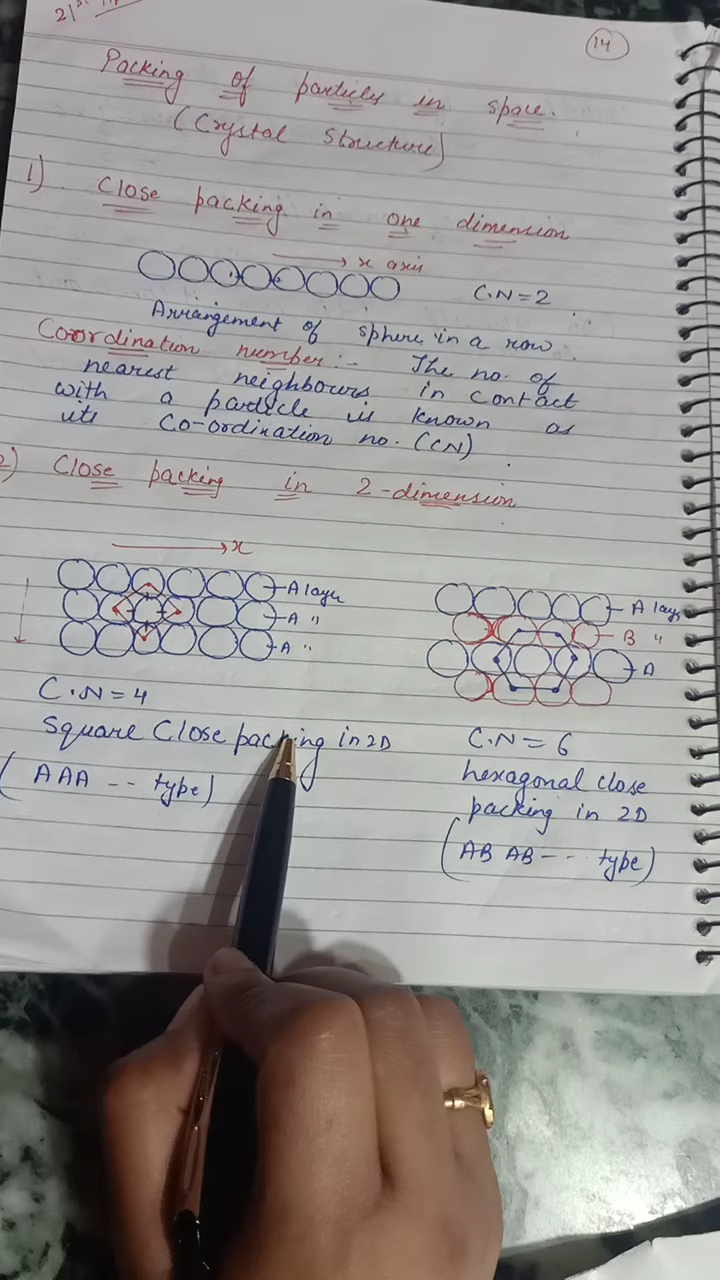 14
Packing of particles in space.
(Crystal Structure)
1) Close packing in one dimension
x axis
C.N=2
Arrangement of sphere in a row.
Coordination number:- The no. of
nearest neighbours in contact
with a particle is known as
its Co-ordination no. (CN).
2) Close packing in 2-dimension
x
A layer
A "
A "
C.N=4
Square Close packing in 2D
(AAA -- type)
A layer
B "
A
C.N=6
hexagonal close
packing in 2D
(AB AB--- type)